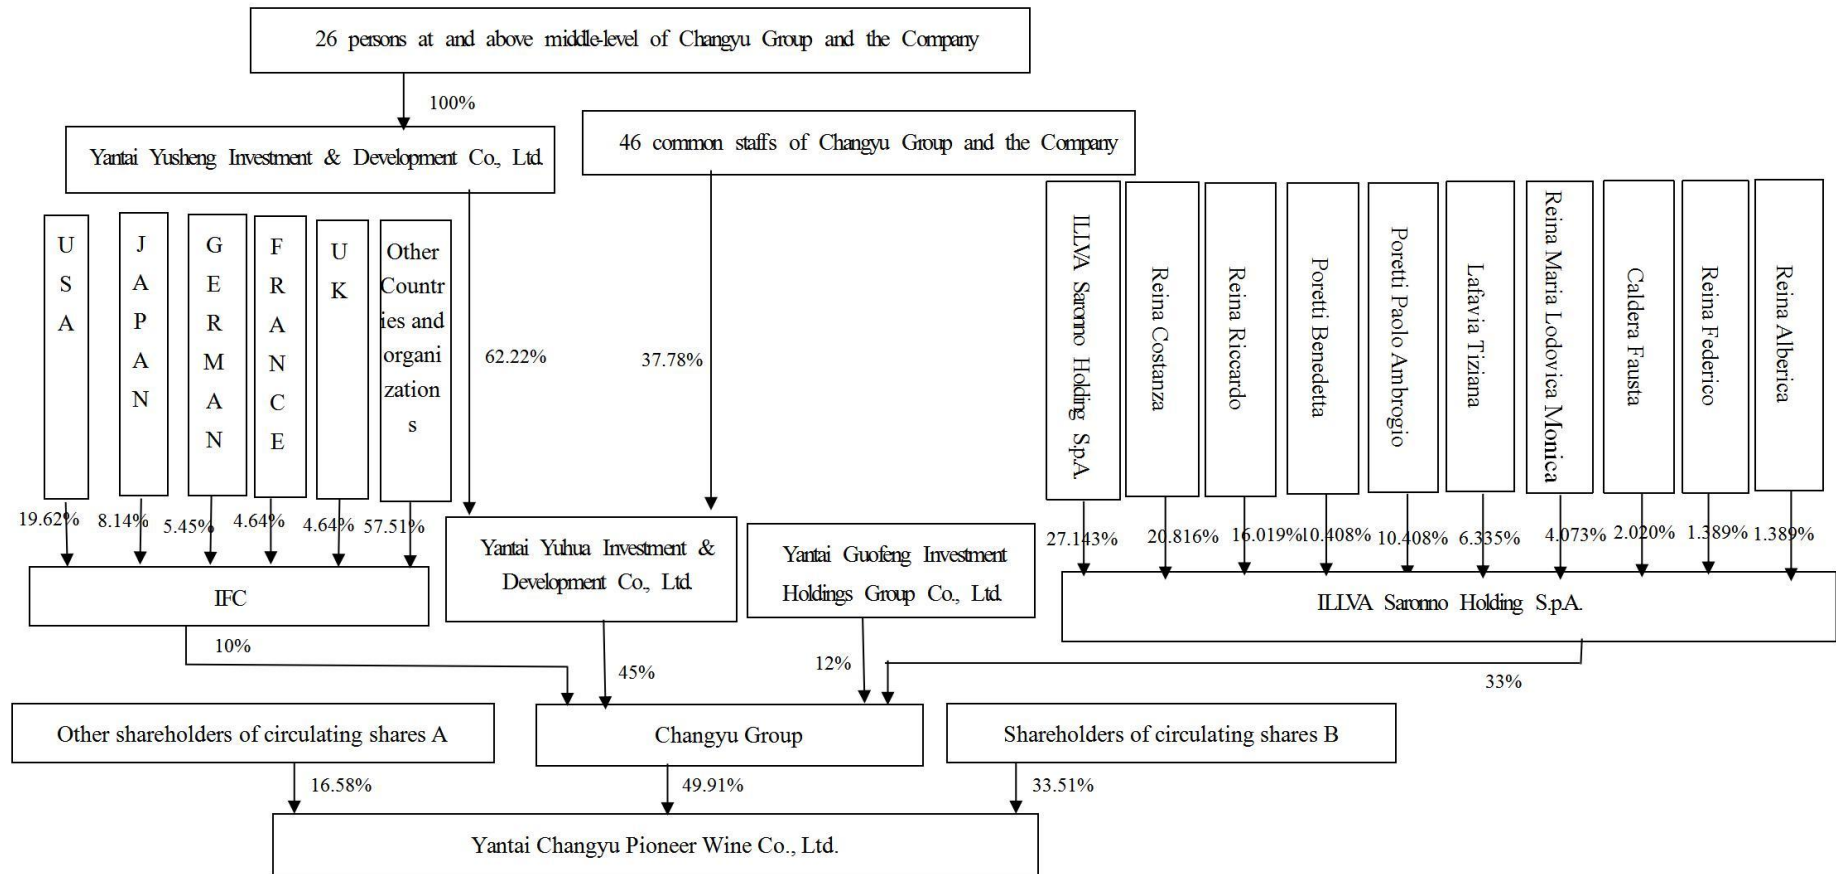 26 persons at and above middle-level of Changyu Group and the Company
100%
Yantai Yusheng Investment & Development Co., Ltd.
46 common staffs of Changyu Group and the Company
USA
JAPAN
GERMAN
FRANCE
UK
Other
Countr
ies and
organi
zation
s
62.22%
37.78%
ILLVA Saronno Holding S.p.A.
Reina Costanza
Reina Riccardo
Poretti Benedetta
Poretti Paolo Ambrogio
Lafavia Tiziana
Reina Maria Lodovica Monica
Caldera Fausta
Reina Federico
Reina Alberica
19.62%
8.14%
5.45%
4.64%
4.64%
57.51%
27.143%
20.816%
16.019%
10.408%
10.408%
6.335%
4.073%
2.020%
1.389%
1.389%
IFC
Yantai Yuhua Investment &
Development Co., Ltd.
Yantai Guofeng Investment
Holdings Group Co., Ltd.
ILLVA Saronno Holding S.p.A.
10%
45%
12%
33%
Other shareholders of circulating shares A
Changyu Group
Shareholders of circulating shares B
16.58%
49.91%
33.51%
Yantai Changyu Pioneer Wine Co., Ltd.